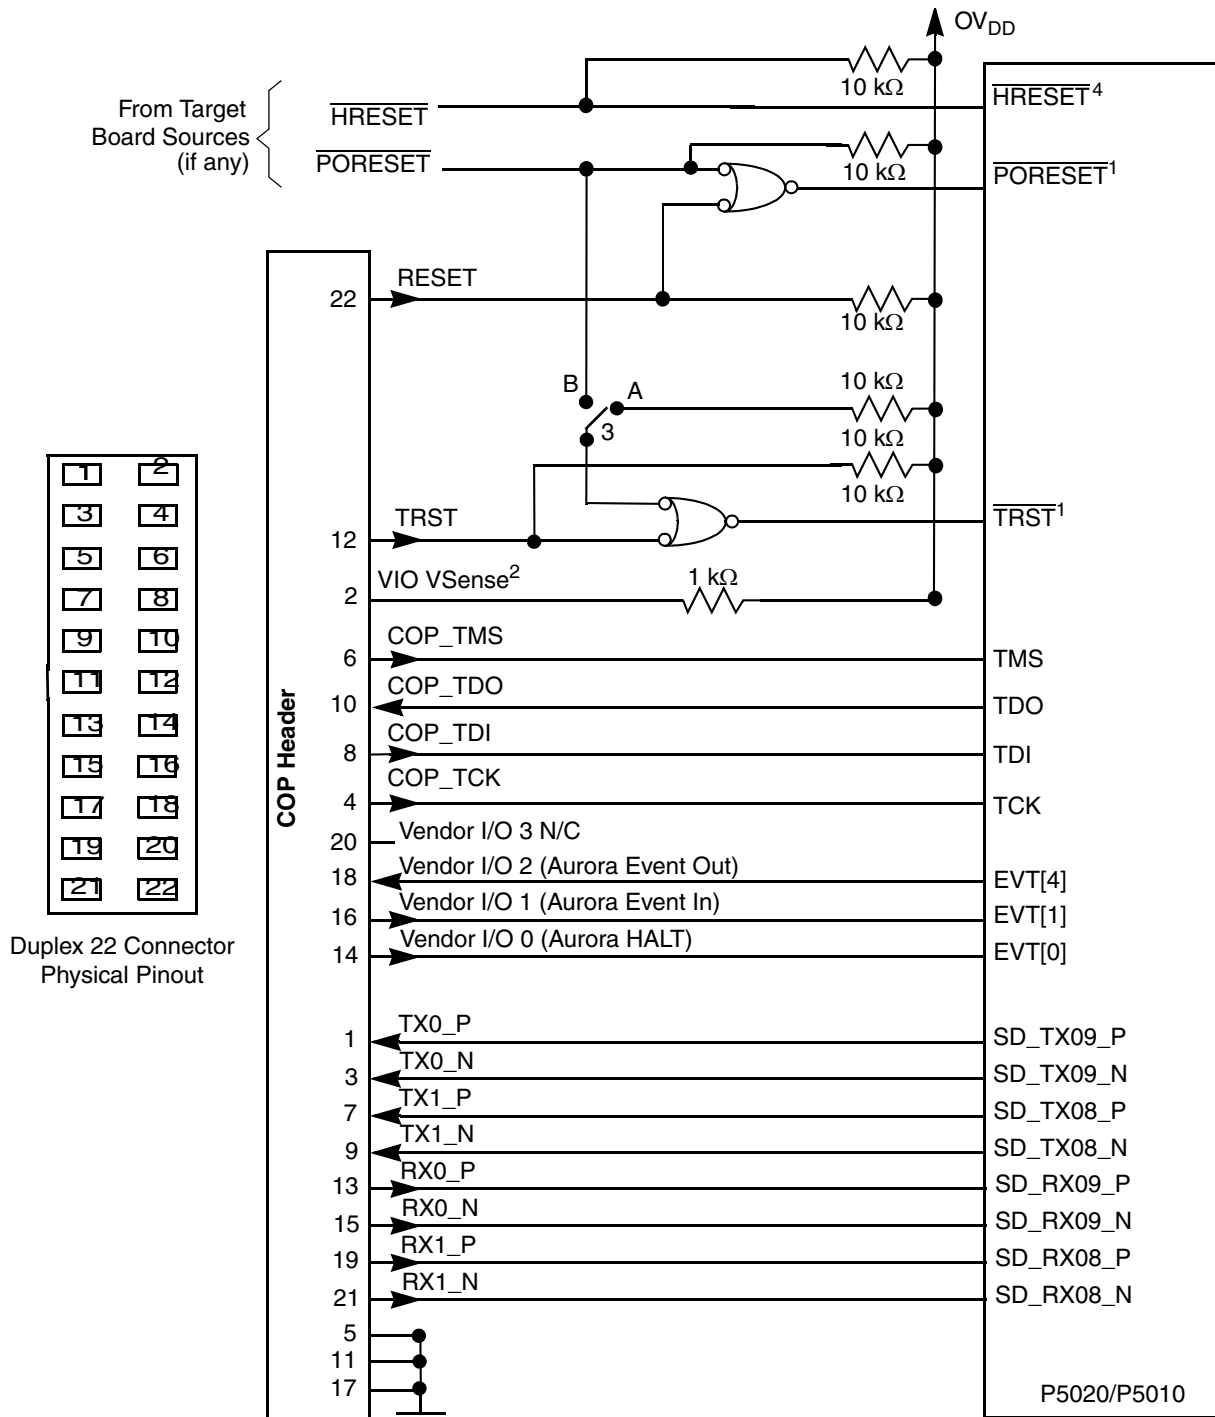 OVDD
10 kΩ
From Target
Board Sources
(if any)
HRESET
HRESET4
PORESET
10 kΩ
PORESET1
22
RESET
10 kΩ
B
A
3
10 kΩ
10 kΩ
10 kΩ
12
TRST
TRST1
2
VIO VSense2
1 kΩ
6
COP_TMS
TMS
10
COP_TDO
TDO
8
COP_TDI
TDI
4
COP_TCK
TCK
20
Vendor I/O 3 N/C
18
Vendor I/O 2 (Aurora Event Out)
EVT[4]
16
Vendor I/O 1 (Aurora Event In)
EVT[1]
14
Vendor I/O 0 (Aurora HALT)
EVT[0]
COP Header
1 2
3 4
5 6
7 8
9 10
11 12
13 14
15 16
17 18
19 20
21 22
Duplex 22 Connector
Physical Pinout
1
TX0_P
SD_TX09_P
3
TX0_N
SD_TX09_N
7
TX1_P
SD_TX08_P
9
TX1_N
SD_TX08_N
13
RX0_P
SD_RX09_P
15
RX0_N
SD_RX09_N
19
RX1_P
SD_RX08_P
21
RX1_N
SD_RX08_N
5
11
17
P5020/P5010